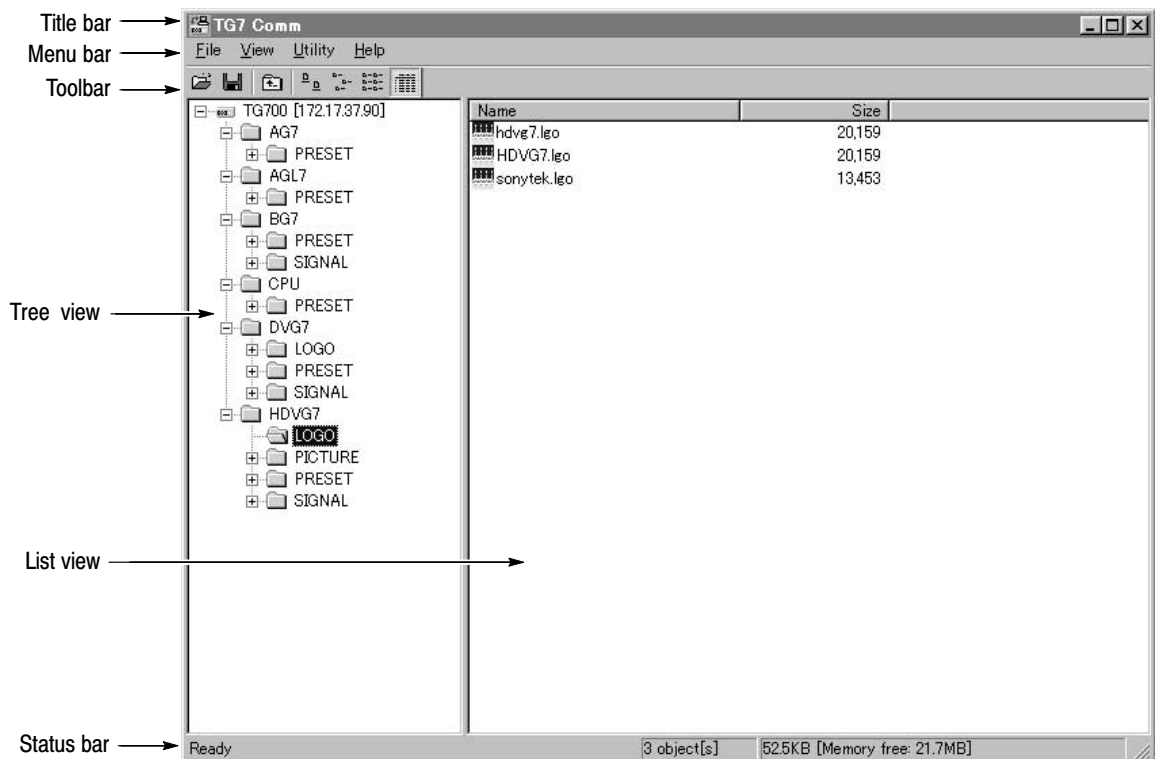 Title bar
TG7 Comm
Menu bar
File View Utility Help
Toolbar
TG700 [172.17.37.90]
AG7
PRESET
AGL7
PRESET
BG7
PRESET
SIGNAL
CPU
PRESET
DVG7
LOGO
PRESET
SIGNAL
HDVG7
LOGO
PICTURE
PRESET
SIGNAL
Tree view
Name Size
hdvg7.lgo 20,159
HDVG7.lgo 20,159
sonytek.lgo 13,453
List view
Status bar
Ready 3 object[s] 52.5KB [Memory free: 21.7MB]